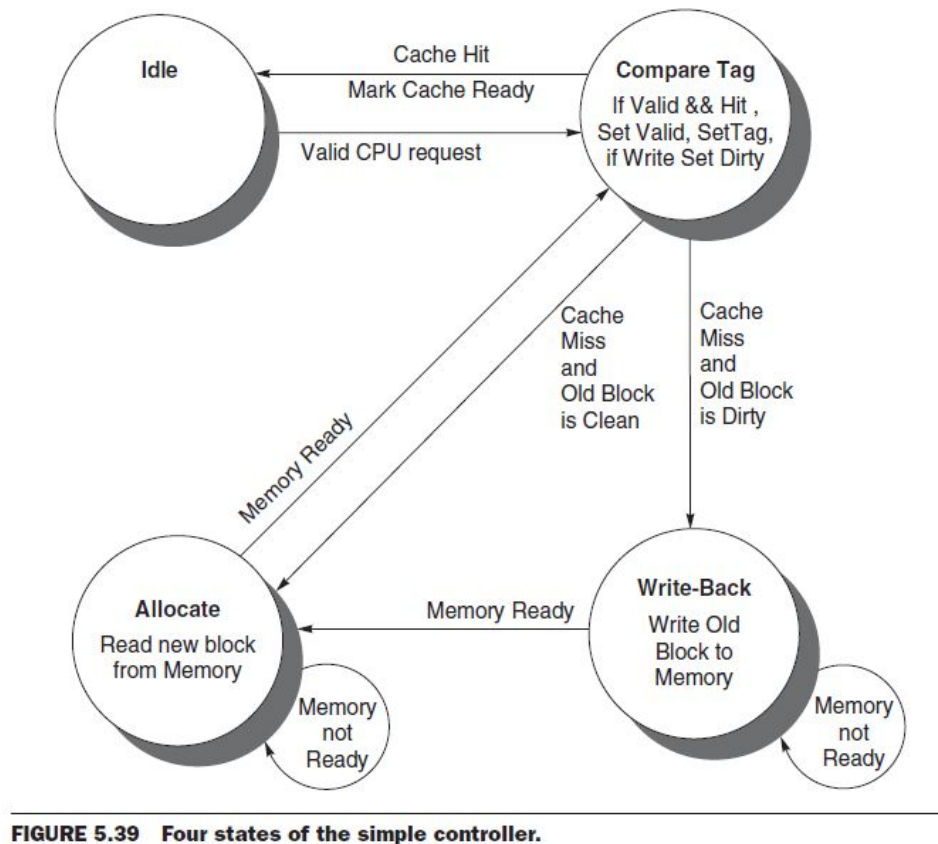 Idle
Cache Hit
Mark Cache Ready
Valid CPU request
Compare Tag
If Valid && Hit ,
Set Valid, SetTag,
if Write Set Dirty
Cache
Miss
and
Old Block
is Clean
Cache
Miss
and
Old Block
is Dirty
Memory Ready
Allocate
Read new block
from Memory
Memory
not
Ready
Memory Ready
Write-Back
Write Old
Block to
Memory
Memory
not
Ready
FIGURE 5.39 Four states of the simple controller.